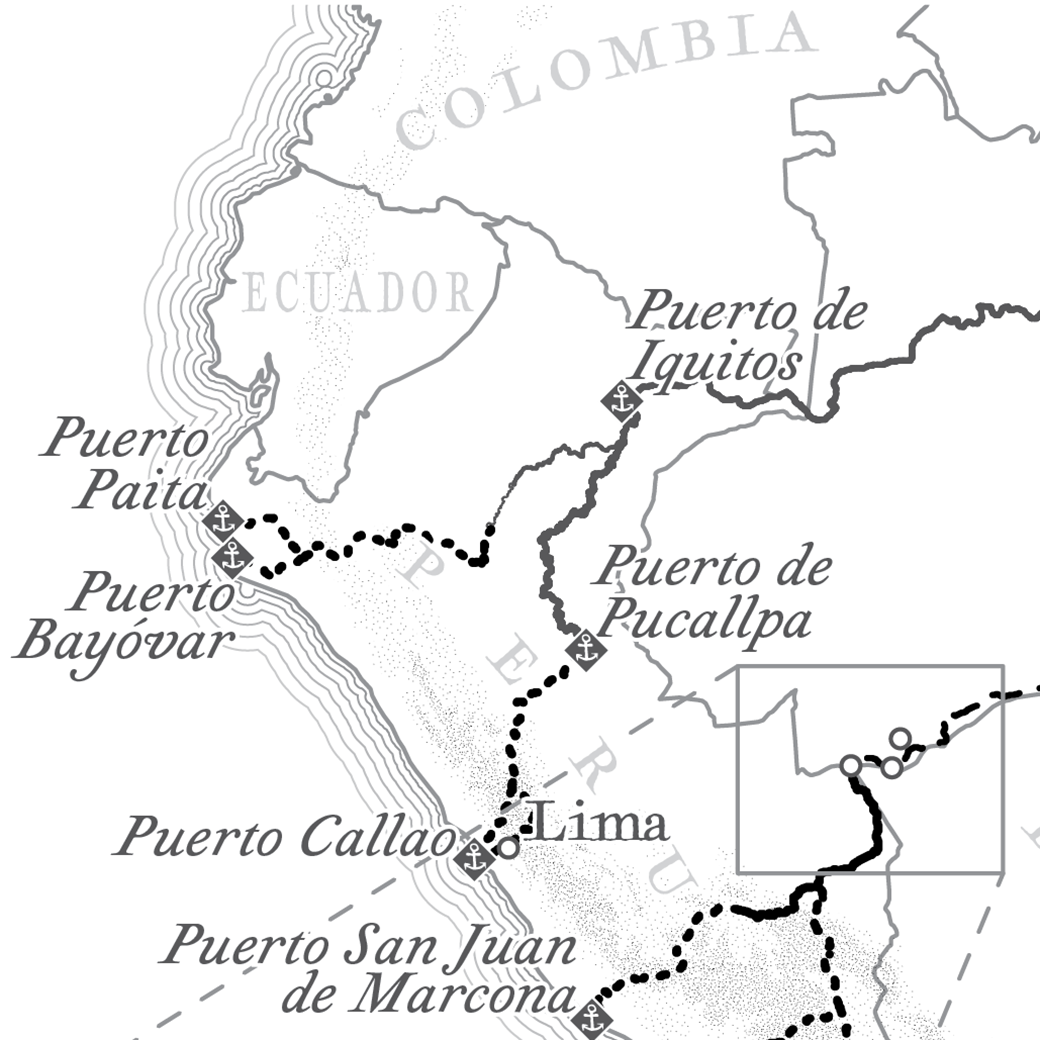 COLOMBIA
ECUADOR
Puerto de
Iquitos
Puerto
Paita
Puerto
Bayóvar
Puerto de
Pucallpa
PERU
Lima
Puerto Callao
Puerto San Juan
de Marcona